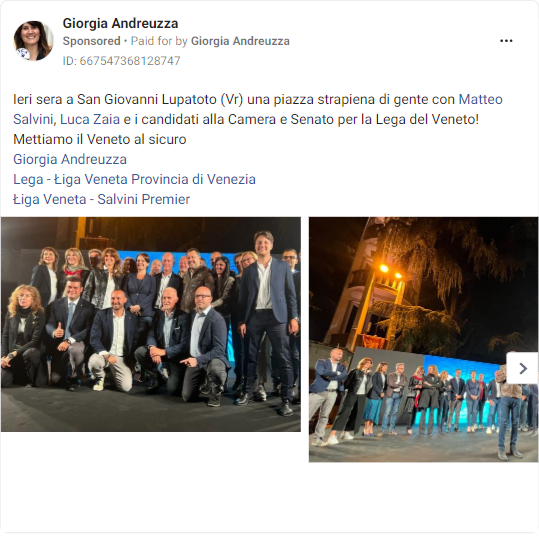 Giorgia Andreuzza
Sponsored • Paid for by Giorgia Andreuzza
ID: 667547368128747
Ieri sera a San Giovanni Lupatoto (Vr) una piazza strapiena di gente con Matteo
Salvini, Luca Zaia e i candidati alla Camera e Senato per la Lega del Veneto!
Mettiamo il Veneto al sicuro
Giorgia Andreuzza
Lega - Łiga Veneta Provincia di Venezia
Łiga Veneta - Salvini Premier